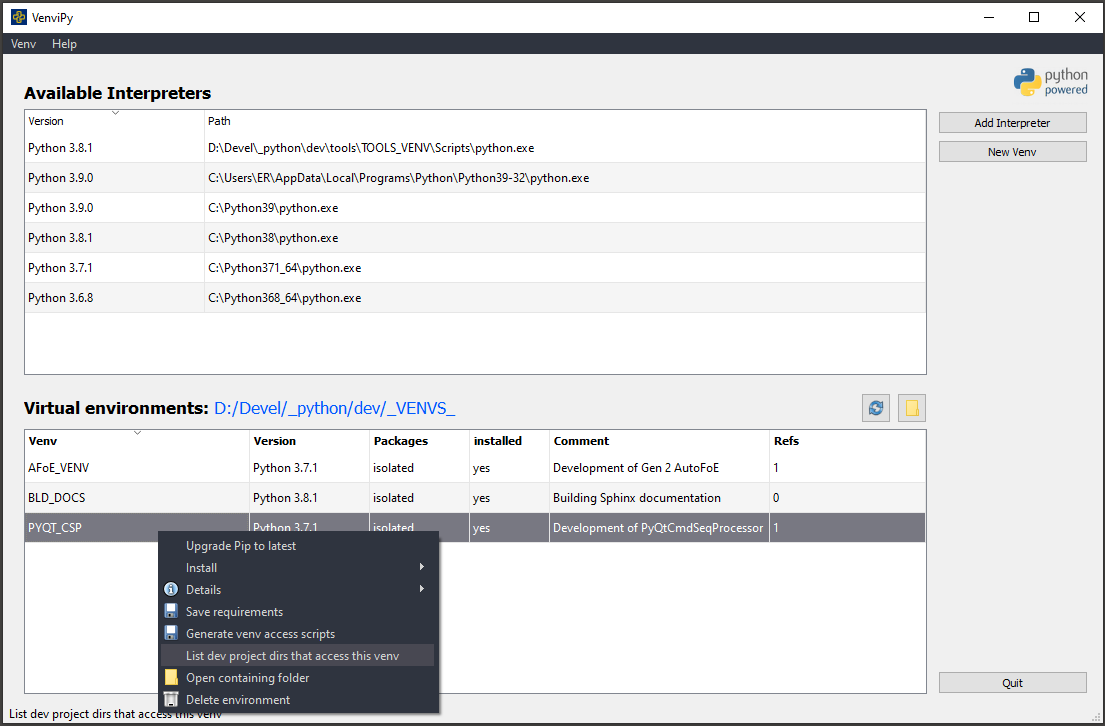 VenviPy
Venv Help
python
powered
Available Interpreters
Version Path
Add Interpreter
Python 3.8.1 D:\Devel\_python\dev\tools\TOOLS_VENV\Scripts\python.exe
New Venv
Python 3.9.0 C:\Users\ER\AppData\Local\Programs\Python\Python39-32\python.exe
Python 3.9.0 C:\Python39\python.exe
Python 3.8.1 C:\Python38\python.exe
Python 3.7.1 C:\Python371_64\python.exe
Python 3.6.8 C:\Python368_64\python.exe
Virtual environments: D:/Devel/_python/dev/_VENVS_
Venv Version Packages installed Comment Refs
AFoE_VENV Python 3.7.1 isolated yes Development of Gen 2 AutoFoE 1
BLD_DOCS Python 3.8.1 isolated yes Building Sphinx documentation 0
PYQT_CSP Python 3.7.1 isolated yes Development of PyQtCmdSeqProcessor 1
Upgrade Pip to latest
Install
Details
Save requirements
Generate venv access scripts
List dev project dirs that access this venv
Open containing folder
Delete environment
Quit
List dev project dirs that access this venv